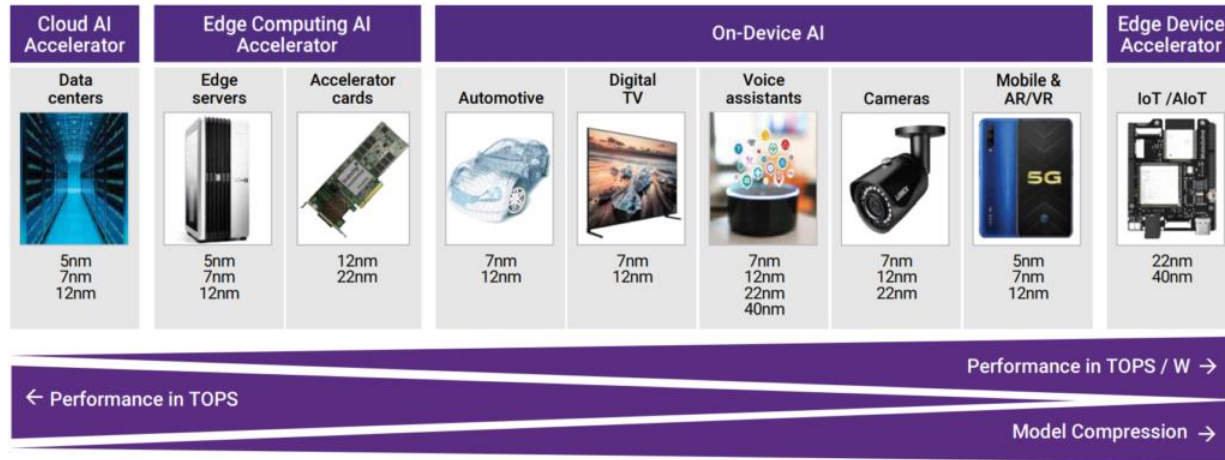 Cloud AI
Accelerator
Edge Computing AI
Accelerator
On-Device AI
Edge Device
Accelerator
Data
centers
5nm
7nm
12nm
Edge
servers
5nm
7nm
12nm
Accelerator
cards
12nm
22nm
Automotive
7nm
12nm
Digital
TV
7nm
12nm
Voice
assistants
7nm
12nm
22nm
40nm
Cameras
7nm
12nm
22nm
Mobile &
AR/VR
5G
5nm
7nm
12nm
IoT /AIoT
22nm
40nm
Performance in TOPS / W →
← Performance in TOPS
Model Compression →